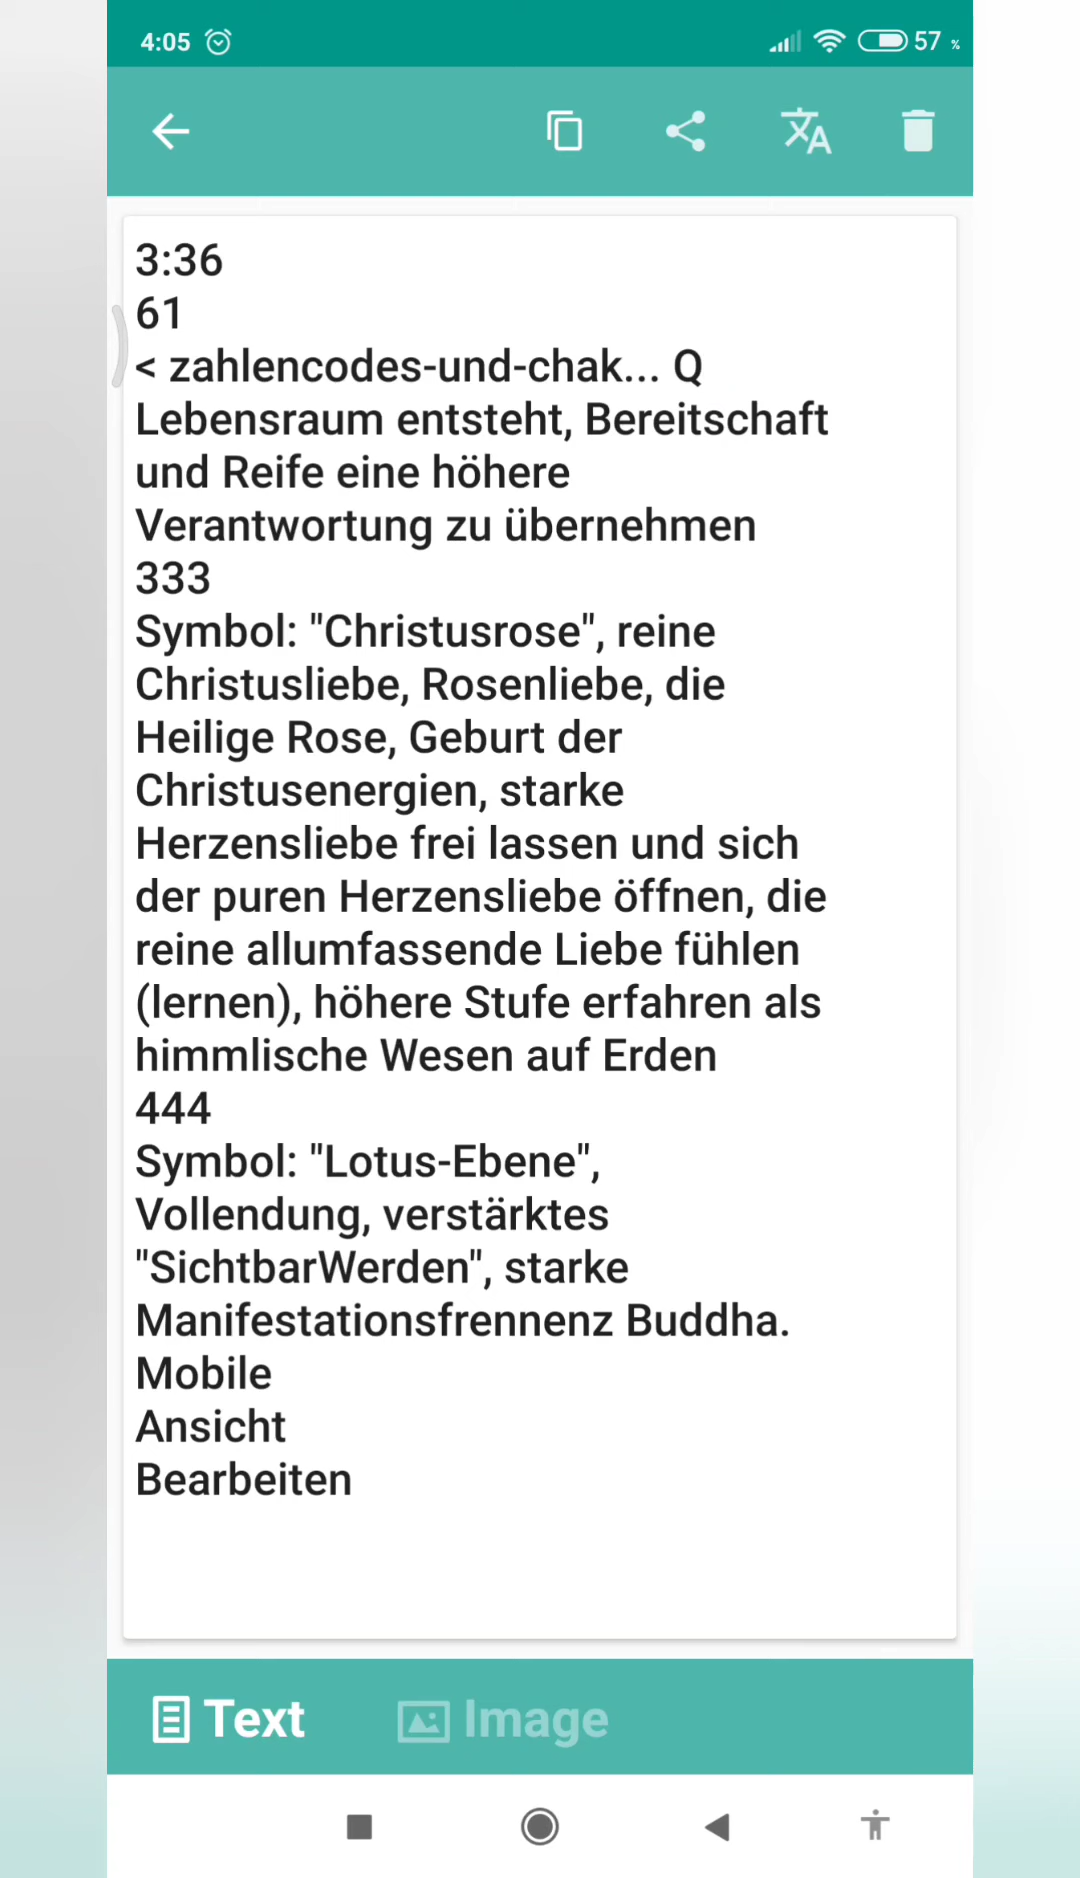 4:05
57 %
3:36
61
< zahlencodes-und-chak... Q
Lebensraum entsteht, Bereitschaft
und Reife eine höhere
Verantwortung zu übernehmen
333
Symbol: "Christusrose", reine
Christusliebe, Rosenliebe, die
Heilige Rose, Geburt der
Christusenergien, starke
Herzensliebe frei lassen und sich
der puren Herzensliebe öffnen, die
reine allumfassende Liebe fühlen
(lernen), höhere Stufe erfahren als
himmlische Wesen auf Erden
444
Symbol: "Lotus-Ebene",
Vollendung, verstärktes
"SichtbarWerden", starke
Manifestationsfrennenz Buddha.
Mobile
Ansicht
Bearbeiten
Text
Image